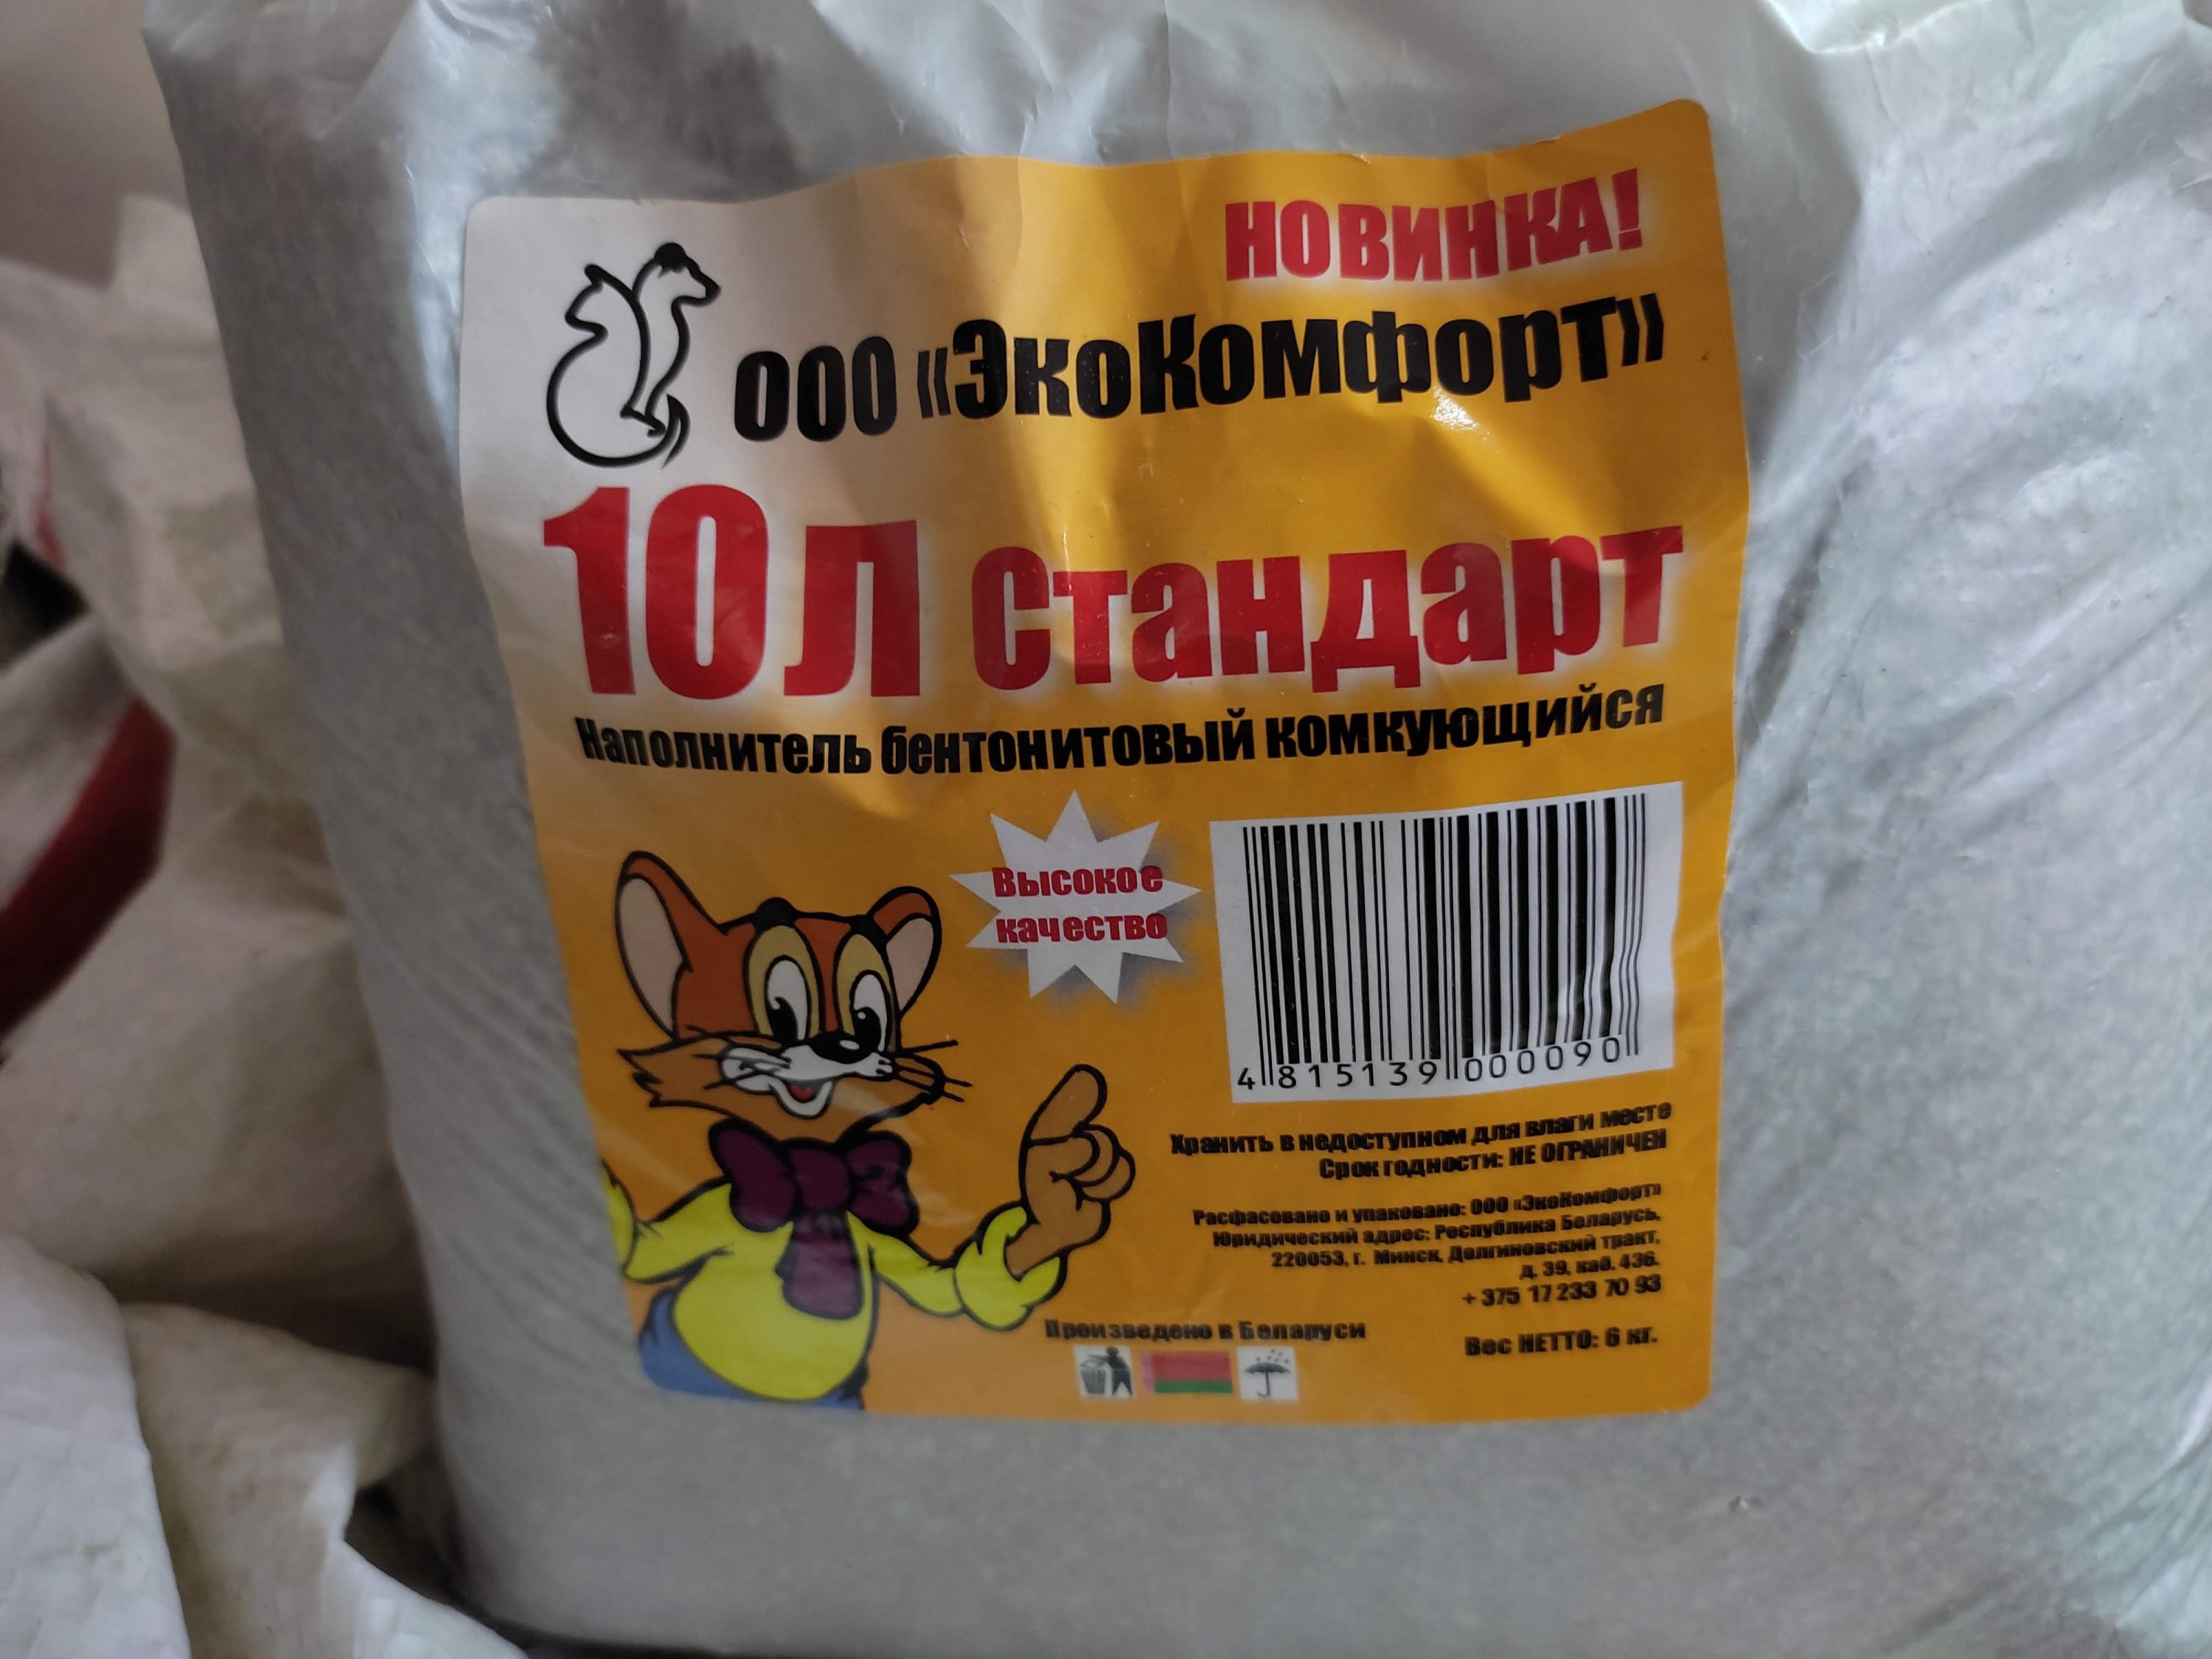 НОВИНКА!
ООО «ЭкоКомфорт»
10 л стандарт
Наполнитель бентонитовый комкующийся
Высокое
качество
4 815139 000090
Хранить в недоступном для влаги месте
Срок годности: НЕ ОГРАНИЧЕН
Расфасовано и упаковано: ООО «ЭкоКомфорт»
Юридический адрес: Республика Беларусь,
220053, г. Минск, Долгиновский тракт,
д. 39, каб. 436.
+ 375 17 233 70 93
Произведено в Беларуси
Вес НЕТТО: 6 кг.